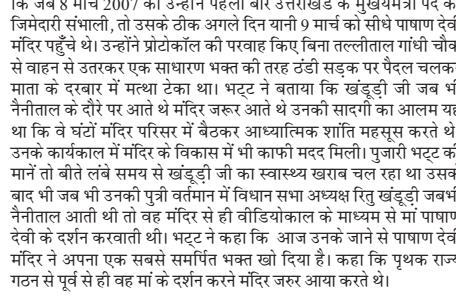 कि जब 8 मार्च 2007 को उन्होंने पहली बार उत्तराखंड के मुख्यमंत्री पद की
जिमेदारी संभाली, तो उसके ठीक अगले दिन यानी 9 मार्च को सीधे पाषाण देवी
मंदिर पहुँचे थे। उन्होंने प्रोटोकॉल की परवाह किए बिना तल्लीताल गांधी चौक
से वाहन से उतरकर एक साधारण भक्त की तरह ठंडी सड़क पर पैदल चलकर
माता के दरबार में मत्था टेका था। भट्ट ने बताया कि खंडूड़ी जी जब भी
नैनीताल के दौरे पर आते थे मंदिर जरूर आते थे उनकी सादगी का आलम यह
था कि वे घंटों मंदिर परिसर में बैठकर आध्यात्मिक शांति महसूस करते थे
उनके कार्यकाल में मंदिर के विकास में भी काफी मदद मिली। पुजारी भट्ट की
मानें तो बीते लंबे समय से खंडूड़ी जी का स्वास्थ्य खराब चल रहा था उसके
बाद भी जब भी उनकी पुत्री वर्तमान में विधान सभा अध्यक्ष रितु खंडूड़ी जबभी
नैनीताल आती थी तो वह मंदिर से ही वीडियोकाल के माध्यम से मां पाषाण
देवी के दर्शन करवाती थी। भट्ट ने कहा कि आज उनके जाने से पाषाण देवी
मंदिर ने अपना एक सबसे समर्पित भक्त खो दिया है। कहा कि पृथक राज्य
गठन से पूर्व से ही वह मां के दर्शन करने मंदिर जरुर आया करते थे।